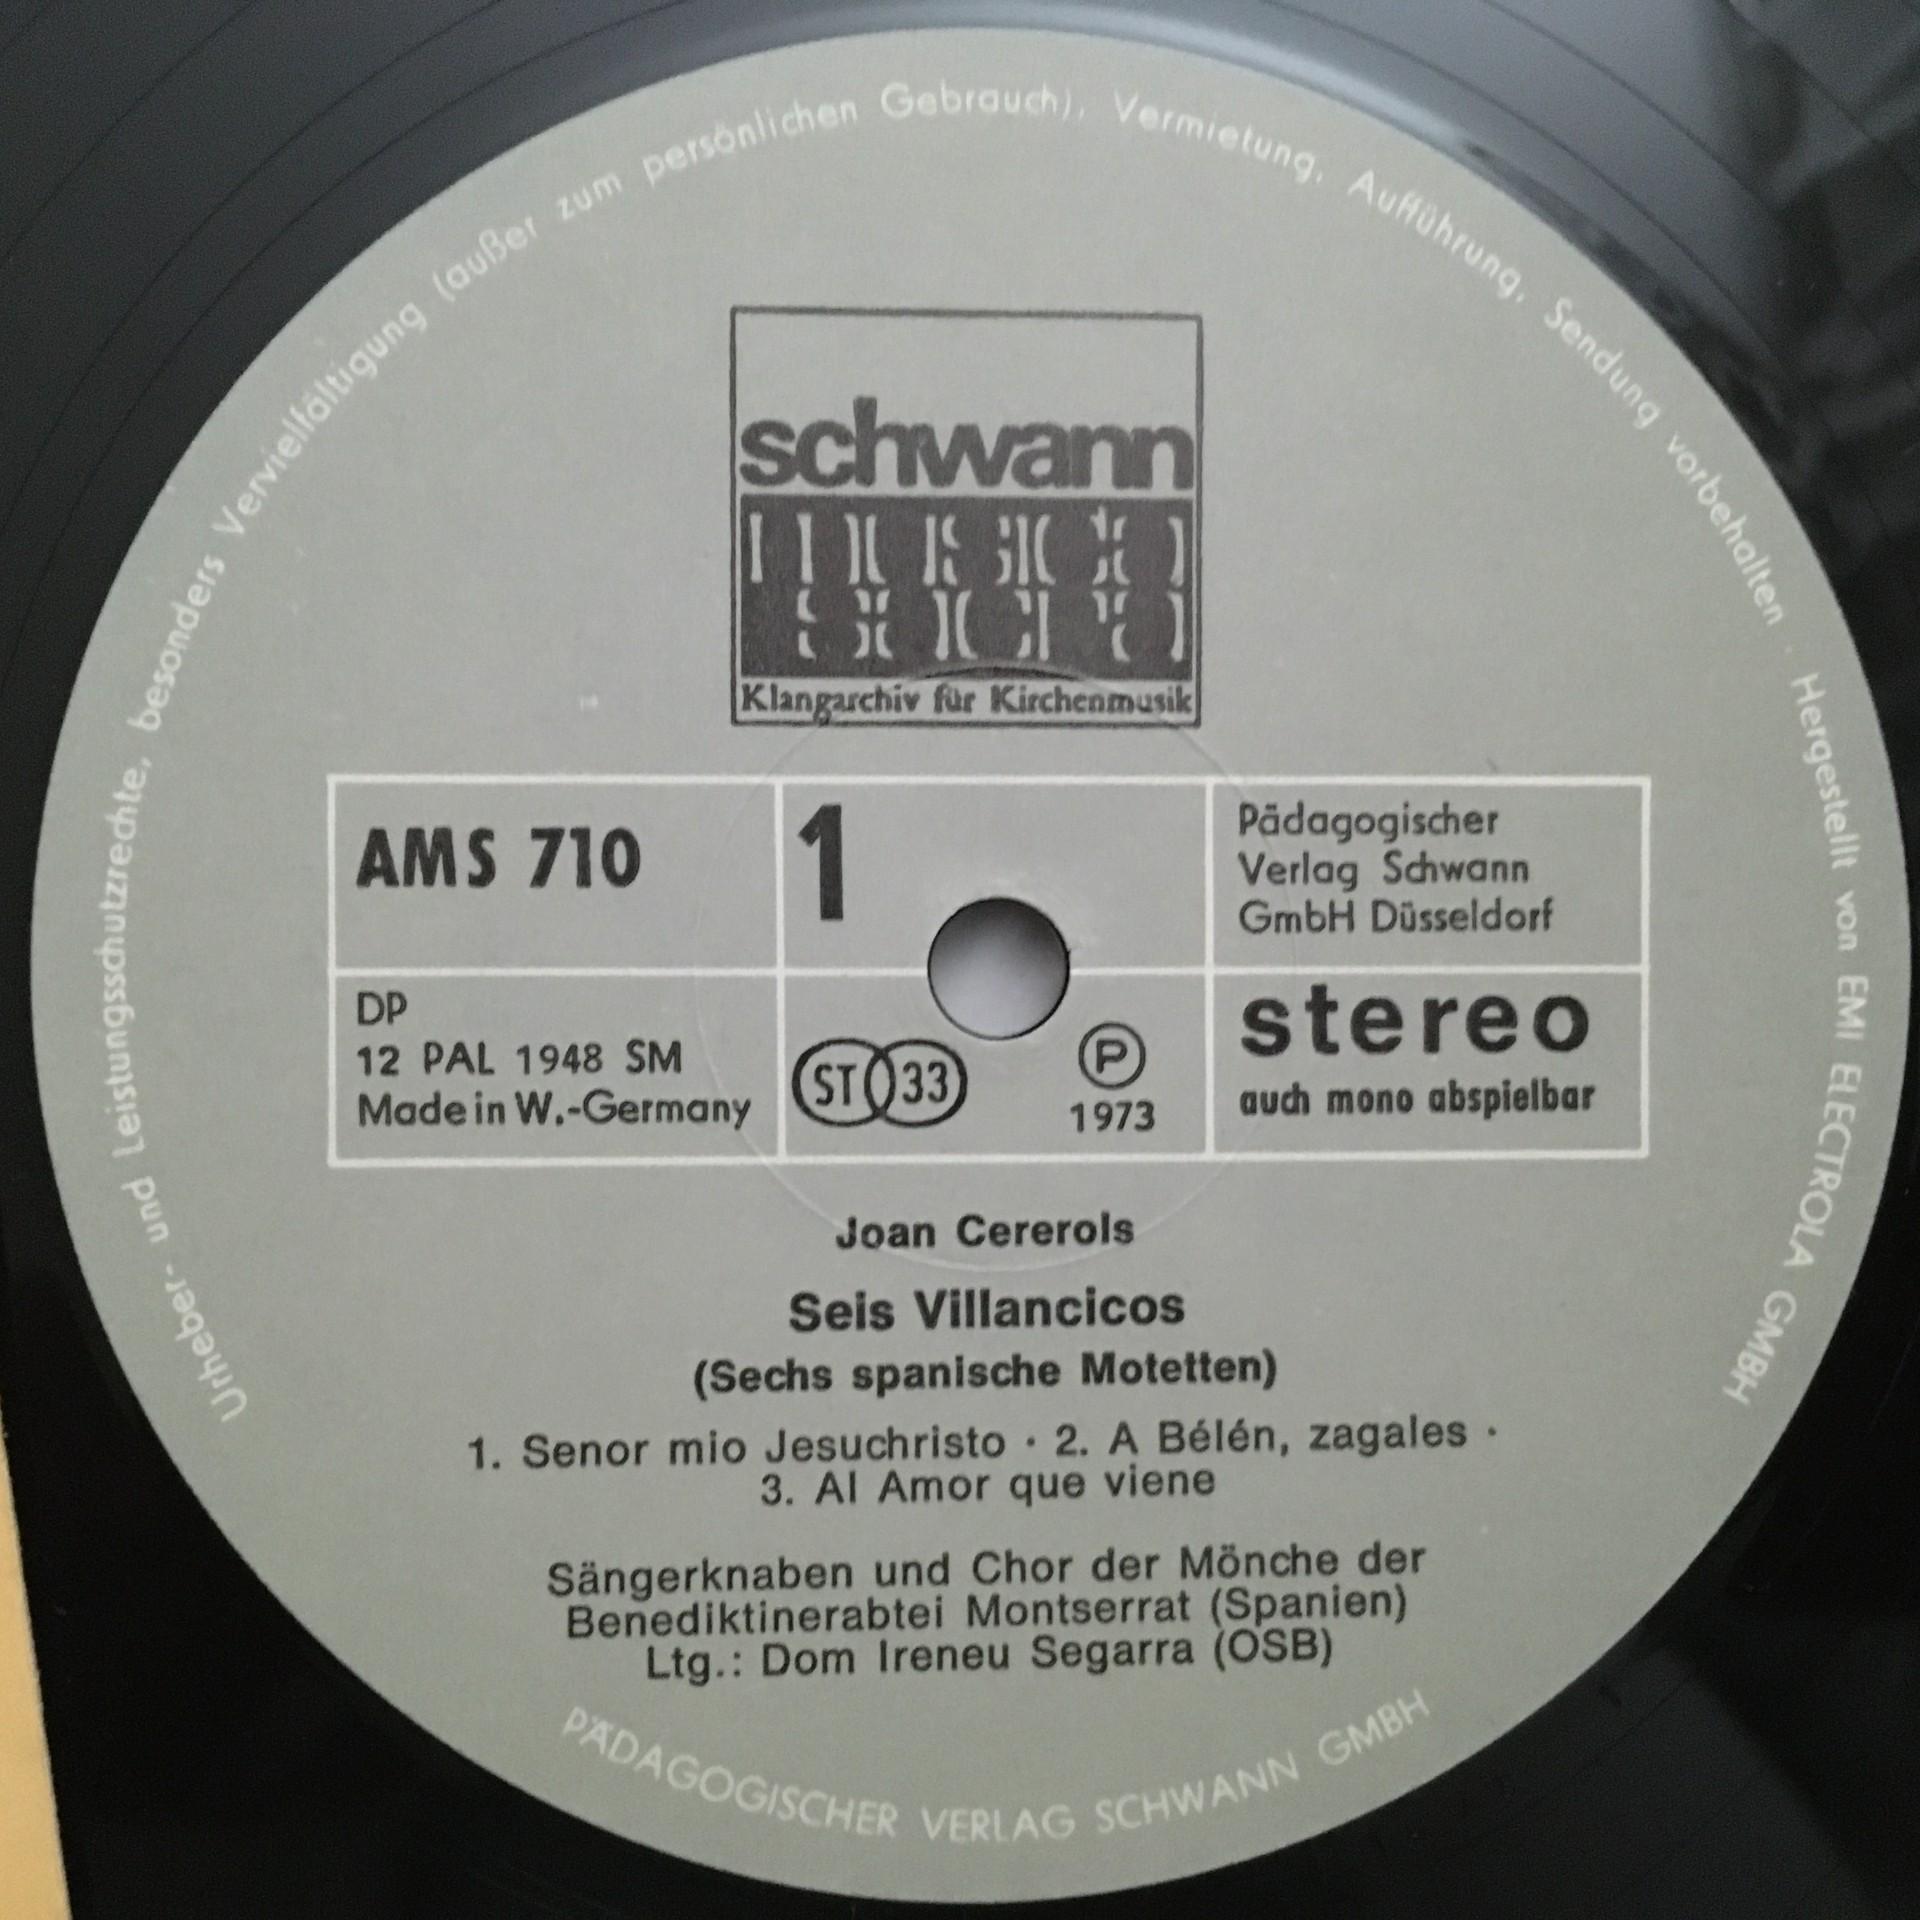 Urheber- und Leistungsschutzrechte, besonders Vervielfältigung (außer zum persönlichen Gebrauch), Vermietung, Aufführung, Sendung vorbehalten · Hergestellt von EMI ELECTROLA GMBH
schwann
Klangarchiv für Kirchenmusik
AMS 710
1
Pädagogischer
Verlag Schwann
GmbH Düsseldorf
DP
12 PAL 1948 SM
Made in W.-Germany
ST 33
Ⓟ
1973
stereo
auch mono abspielbar
Joan Cererols
Seis Villancicos
(Sechs spanische Motetten)
1. Senor mio Jesuchristo · 2. A Bélén, zagales ·
3. Al Amor que viene
Sängerknaben und Chor der Mönche der
Benediktinerabtei Montserrat (Spanien)
Ltg.: Dom Ireneu Segarra (OSB)
PÄDAGOGISCHER VERLAG SCHWANN GMBH